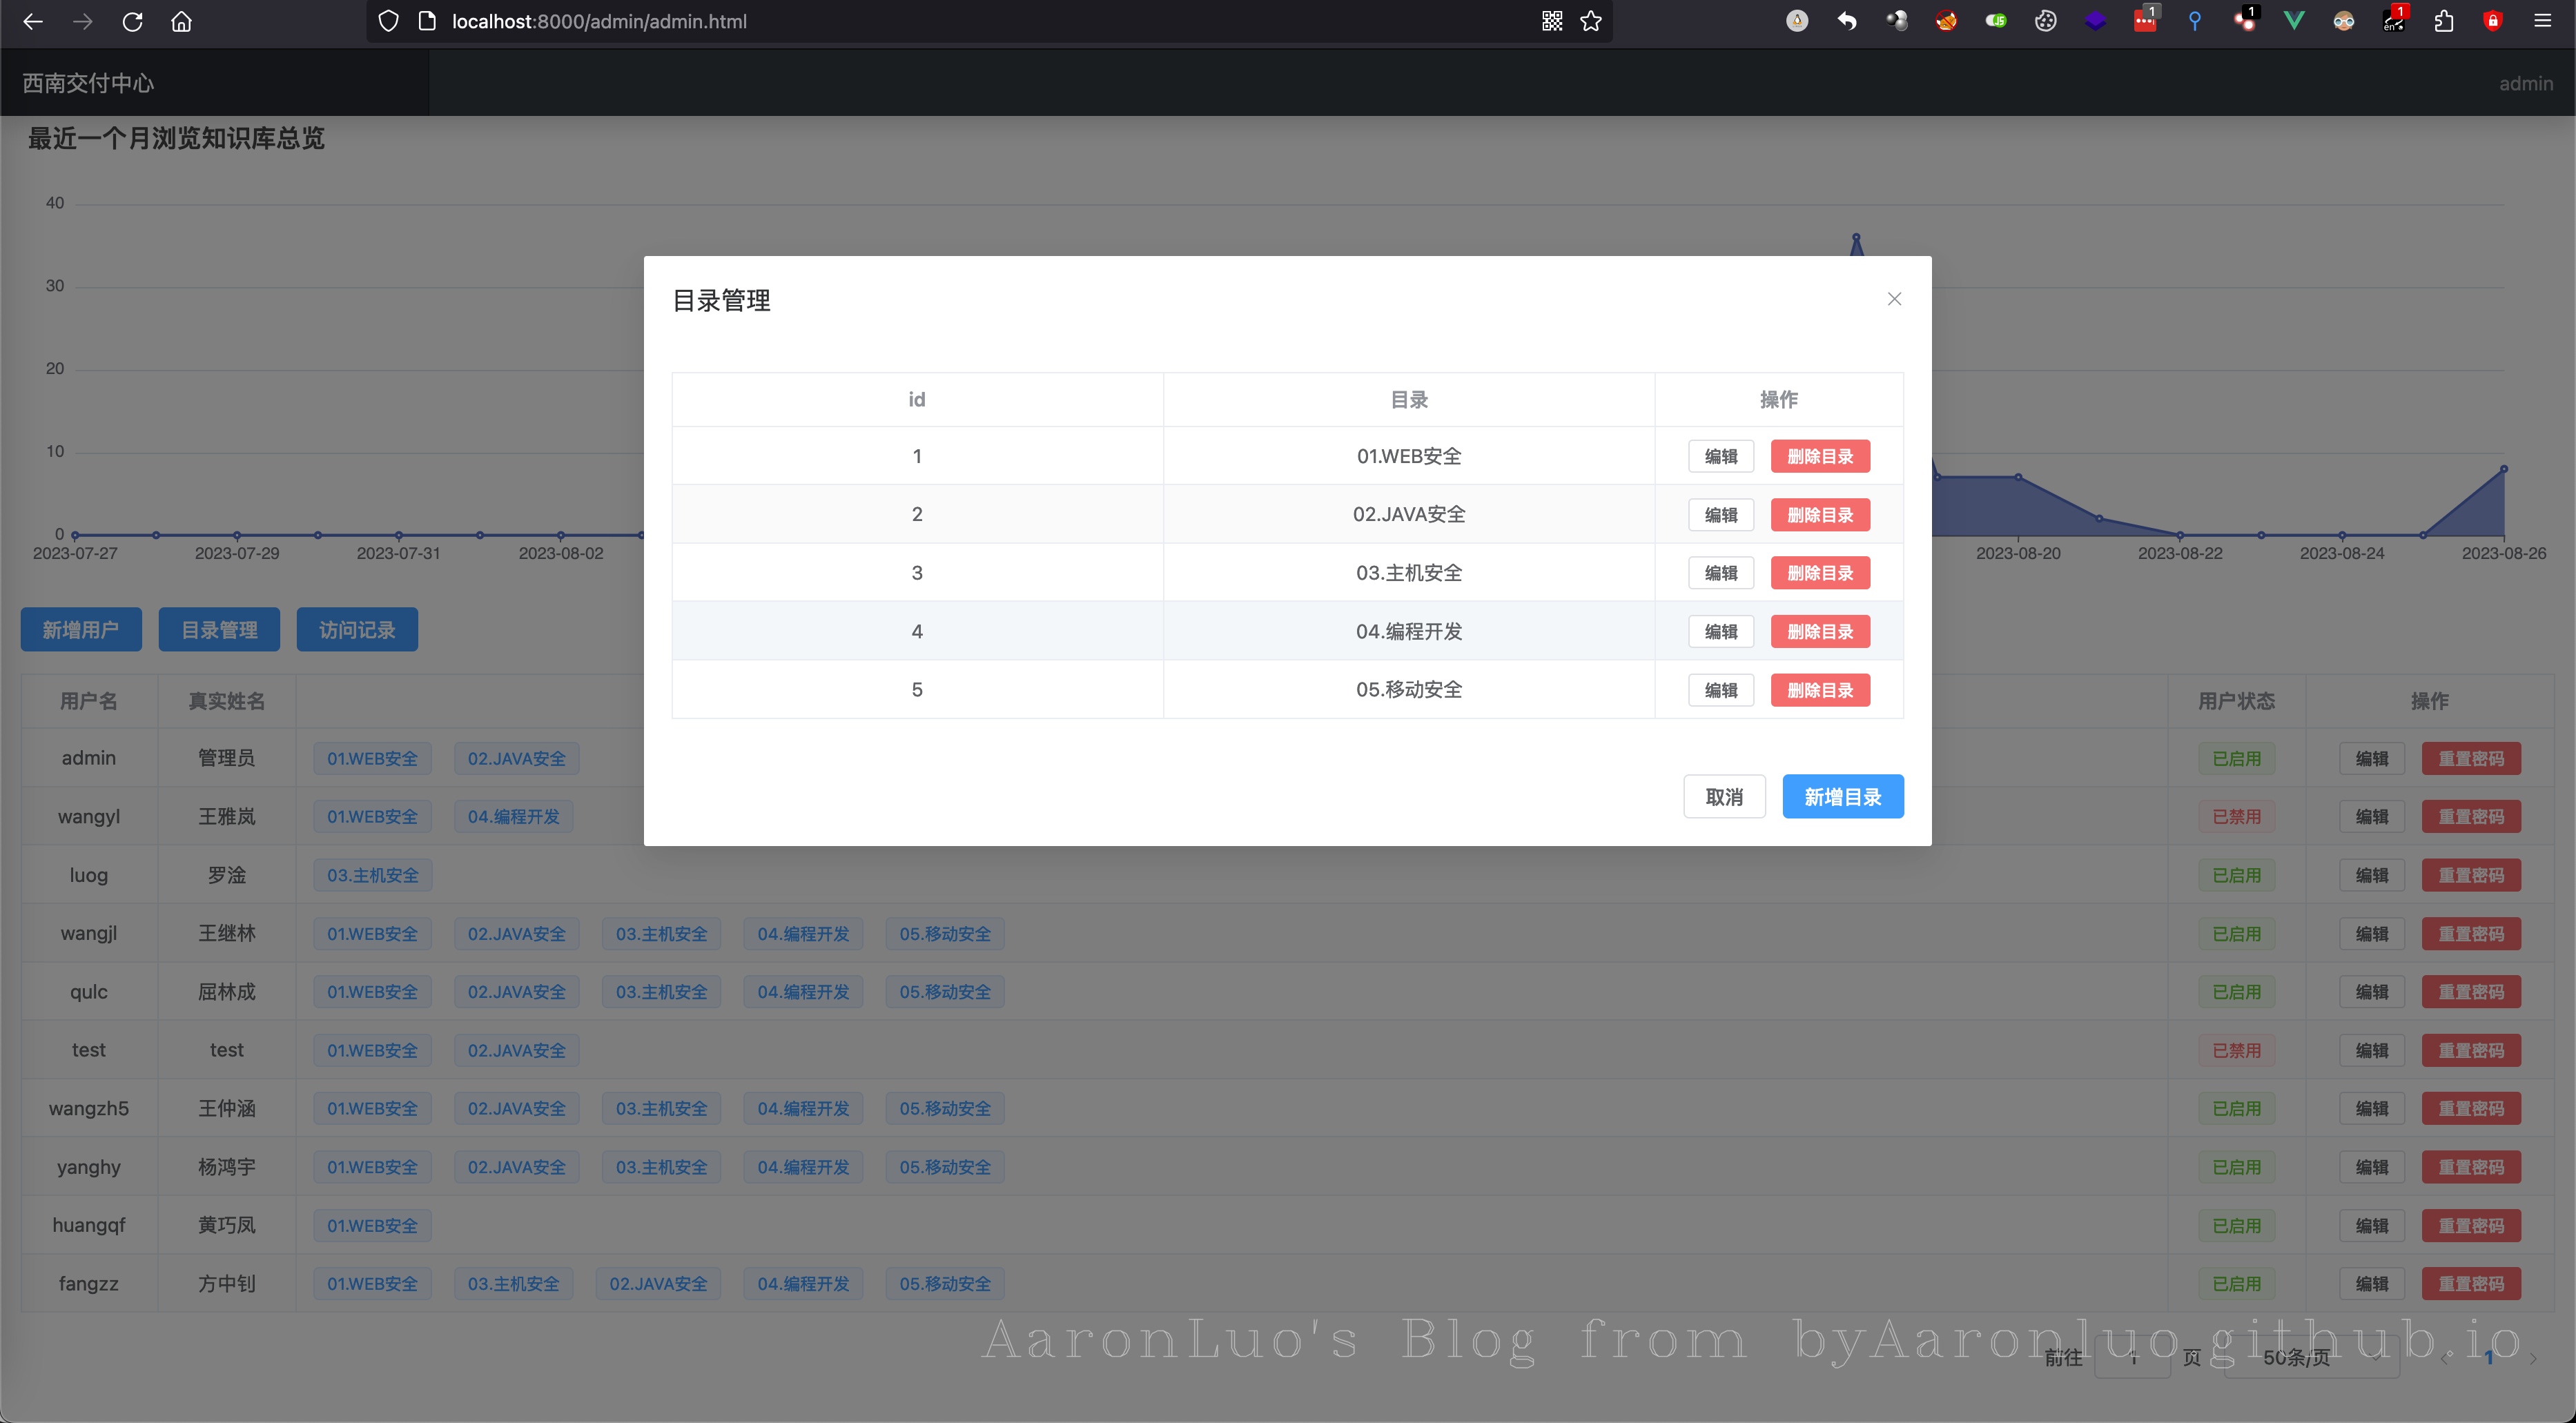 localhost:8000/admin/admin.html
1
1
1
en
JS
西南交付中心
admin
最近一个月浏览知识库总览
40
30
20
10
0
2023-07-27 2023-07-29 2023-07-31 2023-08-02 2023-08-20 2023-08-22 2023-08-24 2023-08-26
目录管理
id 目录 操作
1 01.WEB安全 编辑 删除目录
2 02.JAVA安全 编辑 删除目录
3 03.主机安全 编辑 删除目录
4 04.编程开发 编辑 删除目录
5 05.移动安全 编辑 删除目录
取消 新增目录
新增用户 目录管理 访问记录
用户名 真实姓名 用户状态 操作
admin 管理员 01.WEB安全 02.JAVA安全 已启用 编辑 重置密码
wangyl 王雅岚 01.WEB安全 04.编程开发 已禁用 编辑 重置密码
luog 罗淦 03.主机安全 已启用 编辑 重置密码
wangjl 王继林 01.WEB安全 02.JAVA安全 03.主机安全 04.编程开发 05.移动安全 已启用 编辑 重置密码
qulc 屈林成 01.WEB安全 02.JAVA安全 03.主机安全 04.编程开发 05.移动安全 已启用 编辑 重置密码
test test 01.WEB安全 02.JAVA安全 已禁用 编辑 重置密码
wangzh5 王仲涵 01.WEB安全 02.JAVA安全 03.主机安全 04.编程开发 05.移动安全 已启用 编辑 重置密码
yanghy 杨鸿宇 01.WEB安全 02.JAVA安全 03.主机安全 04.编程开发 05.移动安全 已启用 编辑 重置密码
huangqf 黄巧凤 01.WEB安全 已启用 编辑 重置密码
fangzz 方中钊 01.WEB安全 03.主机安全 02.JAVA安全 04.编程开发 05.移动安全 已启用 编辑 重置密码
AaronLuo's Blog from byAaronluo.github.io
前往 1 页 50条/页 1